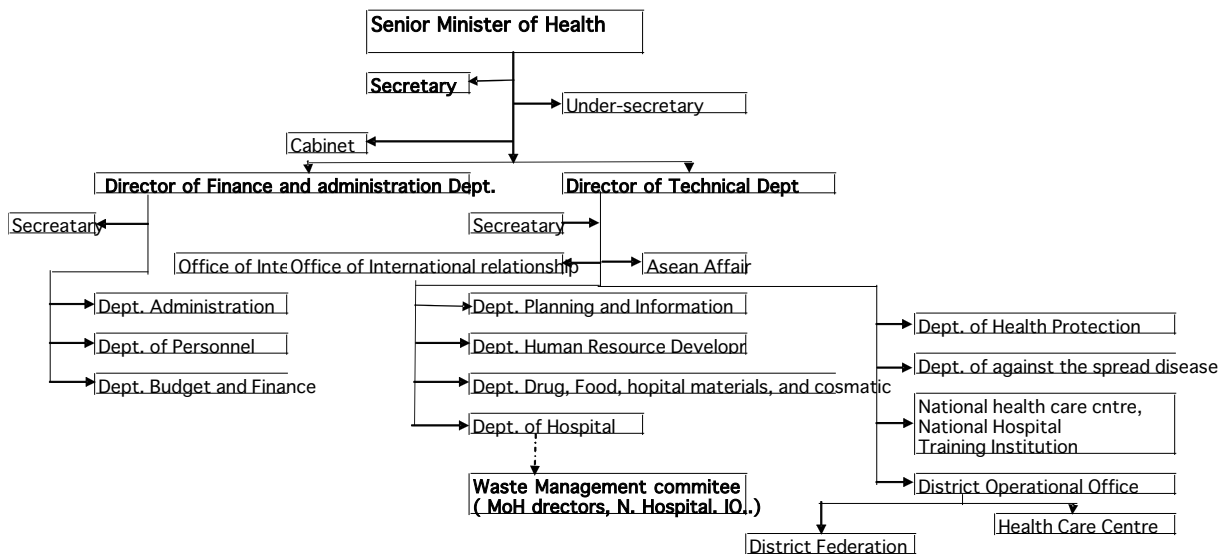 Senior Minister of Health
Secretary
Under-secretary
Cabinet
Director of Finance and administration Dept.
Director of Technical Dept
Secreatary
Secreatary
Office of Inte
Office of International relationship
Asean Affair
Dept. Administration
Dept. Planning and Information
Dept. of Health Protection
Dept. of Personnel
Dept. Human Resource Developr
Dept. of against the spread disease
Dept. Budget and Finance
Dept. Drug, Food, hopital materials, and cosmatic
National health care cntre,
National Hospital
Training Institution
Dept. of Hospital
Waste Management commitee
( MoH drectors, N. Hospital. IO..)
District Operational Office
Health Care Centre
District Federation